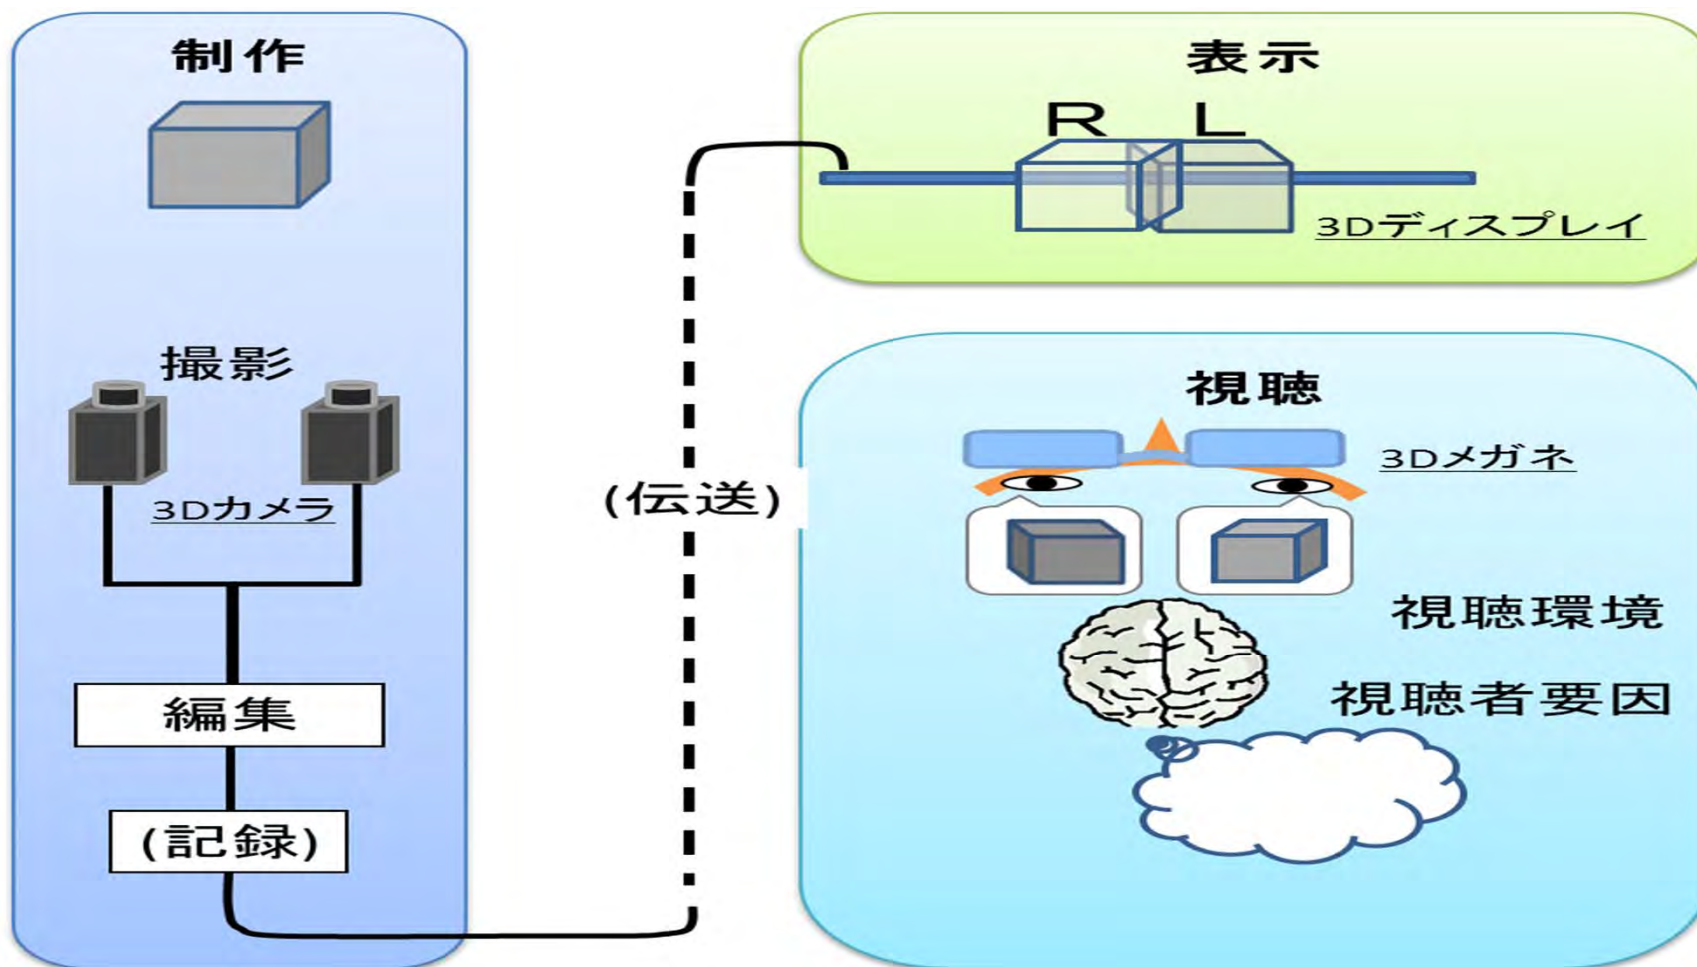 制作
撮影
3Dカメラ
編集
(記録)
(伝送)
表示
R L
3Dディスプレイ
視聴
3Dメガネ
視聴環境
視聴者要因